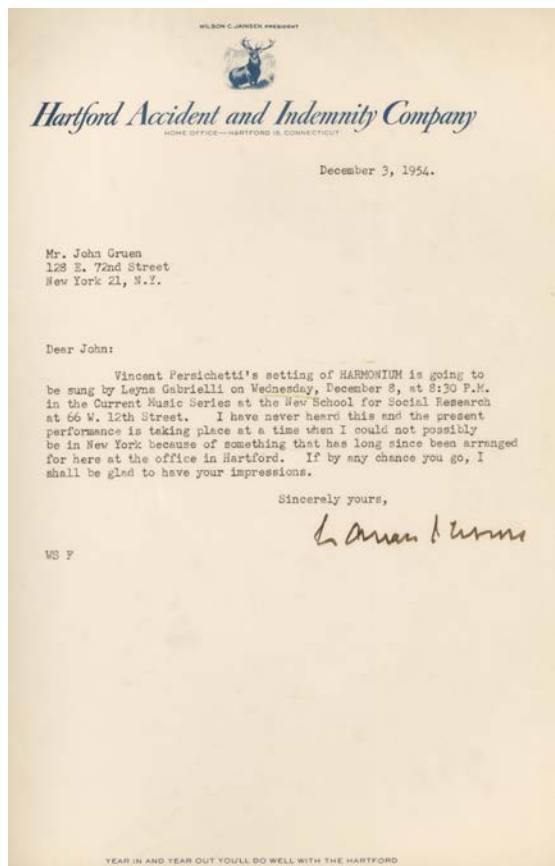 WILSON C. JAINSEN, PRESIDENT
Hartford Accident and Indemnity Company
HOME OFFICE—HARTFORD 15, CONNECTICUT
December 3, 1954.
Mr. John Gruen
128 E. 72nd Street
New York 21, N.Y.
Dear John:
Vincent Persichetti's setting of HARMONIUM is going to
be sung by Leyna Gabrielli on Wednesday, December 8, at 8:30 P.M.
in the Current Music Series at the New School for Social Research
at 66 W. 12th Street. I have never heard this and the present
performance is taking place at a time when I could not possibly
be in New York because of something that has long since been arranged
for here at the office in Hartford. If by any chance you go, I
shall be glad to have your impressions.
Sincerely yours,
WS F
YEAR IN AND YEAR OUT YOU'LL DO WELL WITH THE HARTFORD